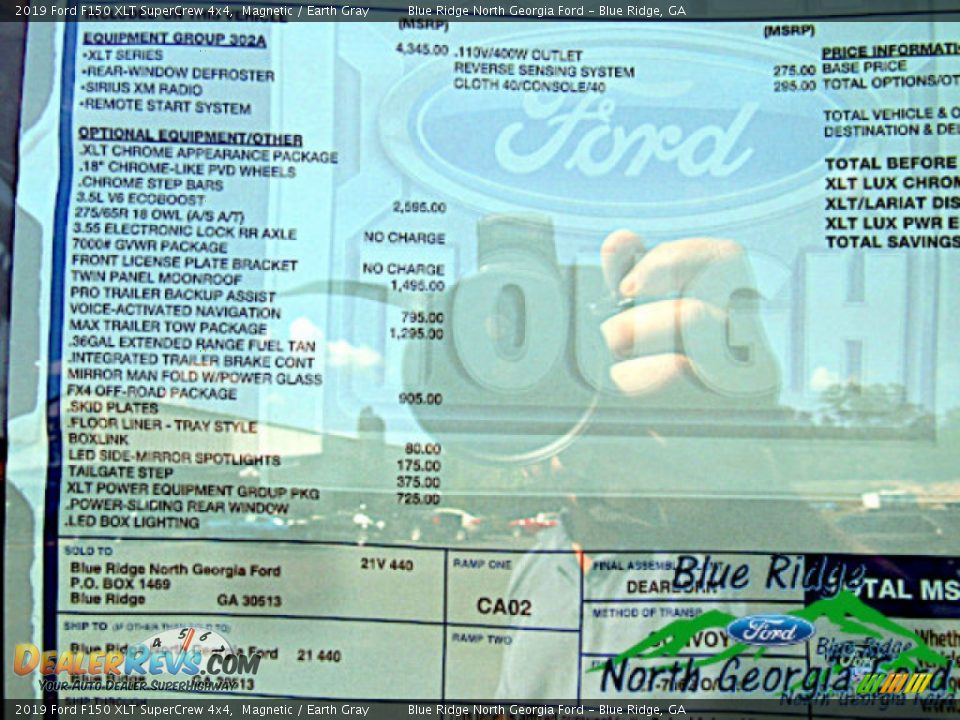 2019 Ford F150 XLT SuperCrew 4x4, Magnetic / Earth Gray Blue Ridge North Georgia Ford - Blue Ridge, GA
(MSRP)
EQUIPMENT GROUP 302A
•XLT SERIES
•REAR-WINDOW DEFROSTER
•SIRIUS XM RADIO
•REMOTE START SYSTEM
OPTIONAL EQUIPMENT/OTHER
.XLT CHROME APPEARANCE PACKAGE
.18" CHROME-LIKE PVD WHEELS
.CHROME STEP BARS
3.5L V6 ECOBOOST
275/65R 18 OWL (A/S A/T)
3.55 ELECTRONIC LOCK RR AXLE
7000# GVWR PACKAGE
FRONT LICENSE PLATE BRACKET
TWIN PANEL MOONROOF
PRO TRAILER BACKUP ASSIST
VOICE-ACTIVATED NAVIGATION
MAX TRAILER TOW PACKAGE
.36GAL EXTENDED RANGE FUEL TAN
.INTEGRATED TRAILER BRAKE CONT
MIRROR MAN FOLD W/POWER GLASS
FX4 OFF-ROAD PACKAGE
.SKID PLATES
.FLOOR LINER - TRAY STYLE
BOXLINK
LED SIDE-MIRROR SPOTLIGHTS
TAILGATE STEP
XLT POWER EQUIPMENT GROUP PKG
.POWER-SLIDING REAR WINDOW
.LED BOX LIGHTING
4,345.00
2,595.00
NO CHARGE
NO CHARGE
1,495.00
795.00
1,295.00
905.00
80.00
175.00
375.00
725.00
.110V/400W OUTLET
REVERSE SENSING SYSTEM
CLOTH 40/CONSOLE/40
(MSRP)
275.00
295.00
PRICE
BASE PRICE
TOTAL
TOTAL VEHICLE &
DESTINATION &
TOTAL BEFORE
XLT LUX
XLT/LARIAT
XLT LUX PWR
TOTAL SAVINGS
Ford
TOUGH
SOLD TO
Blue Ridge North Georgia Ford 21V 440
P.O. BOX 1469
Blue Ridge GA 30513
RAMP ONE
CA02
RAMP TWO
FINAL
METHOD OF
SHIP TO (IF OTHER THAN SOLD TO)
21 440
30513
Blue Ridge
Ford
North Georgia Ford
DEALERREVS.COM
YOUR AUTO DEALER SUPERHIGHWAY
2019 Ford F150 XLT SuperCrew 4x4, Magnetic / Earth Gray Blue Ridge North Georgia Ford - Blue Ridge, GA